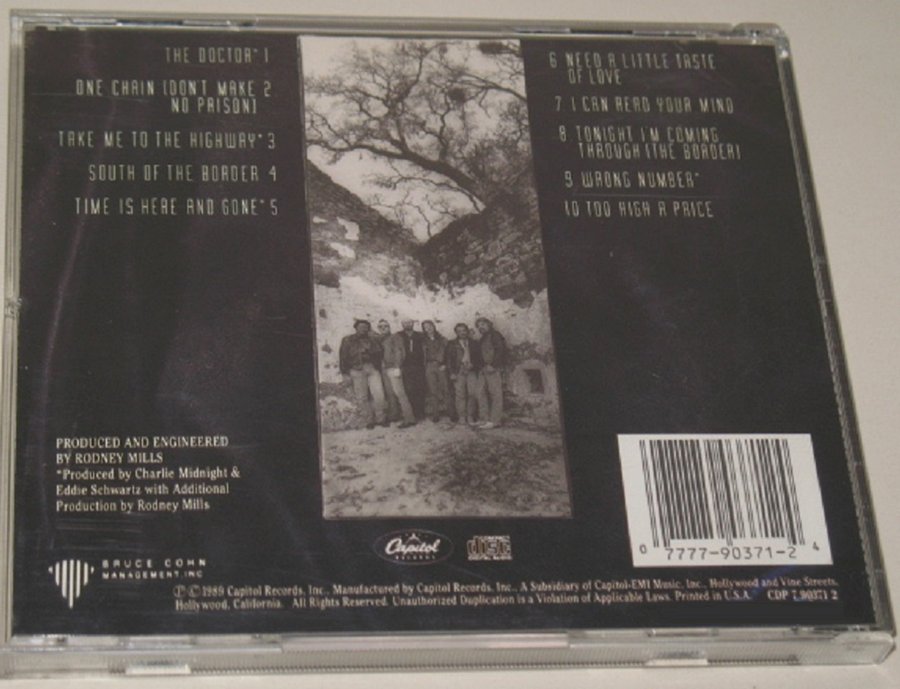 THE DOCTOR* 1
ONE CHAIN (DON'T MAKE 2
NO PRISON)
TAKE ME TO THE HIGHWAY* 3
SOUTH OF THE BORDER 4
TIME IS HERE AND GONE* 5
6 NEED A LITTLE TASTE
OF LOVE
7 I CAN READ YOUR MIND
8 TONIGHT I'M COMING
THROUGH (THE BORDER)
9 WRONG NUMBER*
10 TOO HIGH A PRICE
PRODUCED AND ENGINEERED
BY RODNEY MILLS
*Produced by Charlie Midnight &
Eddie Schwartz with Additional
Production by Rodney Mills
BRUCE COHN
MANAGEMENT, INC
Capitol
RECORDS
COMPACT
disc
DIGITAL AUDIO
0 7777-90371-2 4
Ⓟ © 1989 Capitol Records, Inc. Manufactured by Capitol Records, Inc., A Subsidiary of Capitol-EMI Music, Inc., Hollywood and Vine Streets,
Hollywood, California. All Rights Reserved. Unauthorized Duplication is a Violation of Applicable Laws. Printed in U.S.A. CDP 7 90371 2